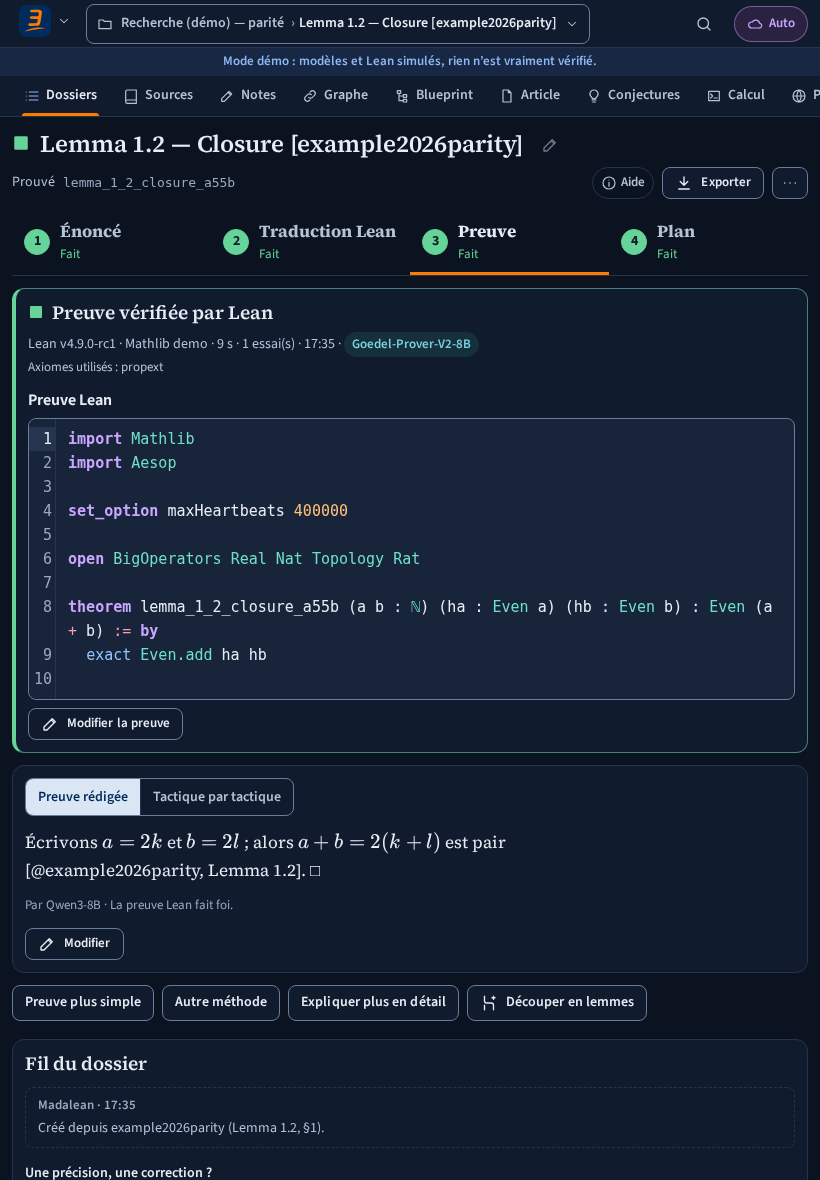 Recherche (démo) — parité › Lemma 1.2 — Closure [example2026parity]
Auto
Mode démo : modèles et Lean simulés, rien n'est vraiment vérifié.
Dossiers Sources Notes Graphe Blueprint Article Conjectures Calcul P
Lemma 1.2 — Closure [example2026parity]
Prouvé lemma_1_2_closure_a55b
Aide Exporter ···
1 Énoncé Fait
2 Traduction Lean Fait
3 Preuve Fait
4 Plan Fait
Preuve vérifiée par Lean
Lean v4.9.0-rc1 · Mathlib demo · 9 s · 1 essai(s) · 17:35 · Goedel-Prover-V2-8B
Axiomes utilisés : propext
Preuve Lean
1 import Mathlib
2 import Aesop
3
4 set_option maxHeartbeats 400000
5
6 open BigOperators Real Nat Topology Rat
7
8 theorem lemma_1_2_closure_a55b (a b : ℕ) (ha : Even a) (hb : Even b) : Even (a
+ b) := by
9 exact Even.add ha hb
10
Modifier la preuve
Preuve rédigée Tactique par tactique
Écrivons a = 2k et b = 2l ; alors a + b = 2(k + l) est pair
[@example2026parity, Lemma 1.2]. □
Par Qwen3-8B · La preuve Lean fait foi.
Modifier
Preuve plus simple Autre méthode Expliquer plus en détail Découper en lemmes
Fil du dossier
Madalean · 17:35
Créé depuis example2026parity (Lemma 1.2, §1).
Une précision, une correction ?